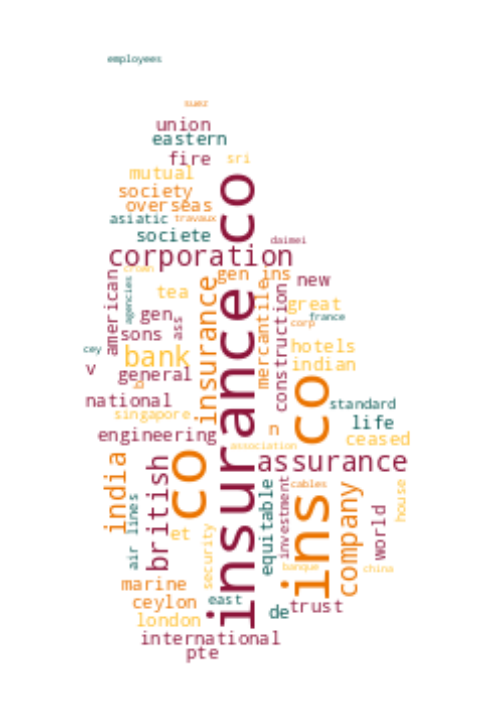 employees
suez
union
eastern
fire
sri
mutual
society
overseas
asiatic
travaux
societe
daimei
corporation
insurance co
crown
gen
ins
american
agencies
tea
insurance
mercantile
construction
new
great
gen
ass
corp
france
sons
cey
bank
hotels
v
general
indian
national
ins co
standard
singapore
life
engineering
n
ceased
association
assurance
india
british
co
equitable
investment
cables
company
world
house
air lines
et
security
banque
china
marine
ceylon
east
de
trust
london
international
pte